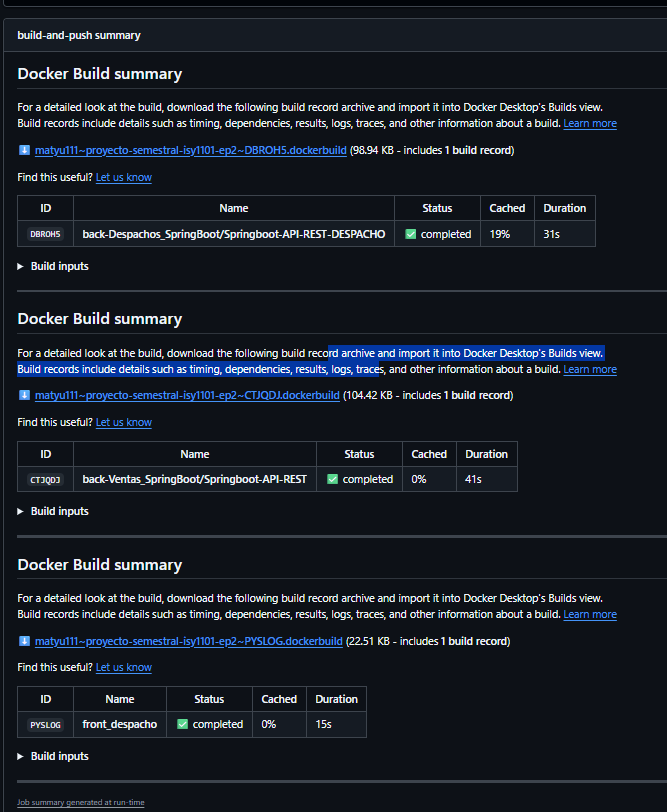 build-and-push summary
Docker Build summary
For a detailed look at the build, download the following build record archive and import it into Docker Desktop's Builds view.
Build records include details such as timing, dependencies, results, logs, traces, and other information about a build. Learn more
matyu111~proyecto-semestral-isy1101-ep2~DBROH5.dockerbuild (98.94 KB - includes 1 build record)
Find this useful? Let us know
ID Name Status Cached Duration
DBROH5 back-Despachos_SpringBoot/Springboot-API-REST-DESPACHO ✅ completed 19% 31s
▶ Build inputs
Docker Build summary
For a detailed look at the build, download the following build record archive and import it into Docker Desktop's Builds view.
Build records include details such as timing, dependencies, results, logs, traces, and other information about a build. Learn more
matyu111~proyecto-semestral-isy1101-ep2~CTJQDJ.dockerbuild (104.42 KB - includes 1 build record)
Find this useful? Let us know
ID Name Status Cached Duration
CTJQDJ back-Ventas_SpringBoot/Springboot-API-REST ✅ completed 0% 41s
▶ Build inputs
Docker Build summary
For a detailed look at the build, download the following build record archive and import it into Docker Desktop's Builds view.
Build records include details such as timing, dependencies, results, logs, traces, and other information about a build. Learn more
matyu111~proyecto-semestral-isy1101-ep2~PYSLOG.dockerbuild (22.51 KB - includes 1 build record)
Find this useful? Let us know
ID Name Status Cached Duration
PYSLOG front_despacho ✅ completed 0% 15s
▶ Build inputs
Job summary generated at run-time